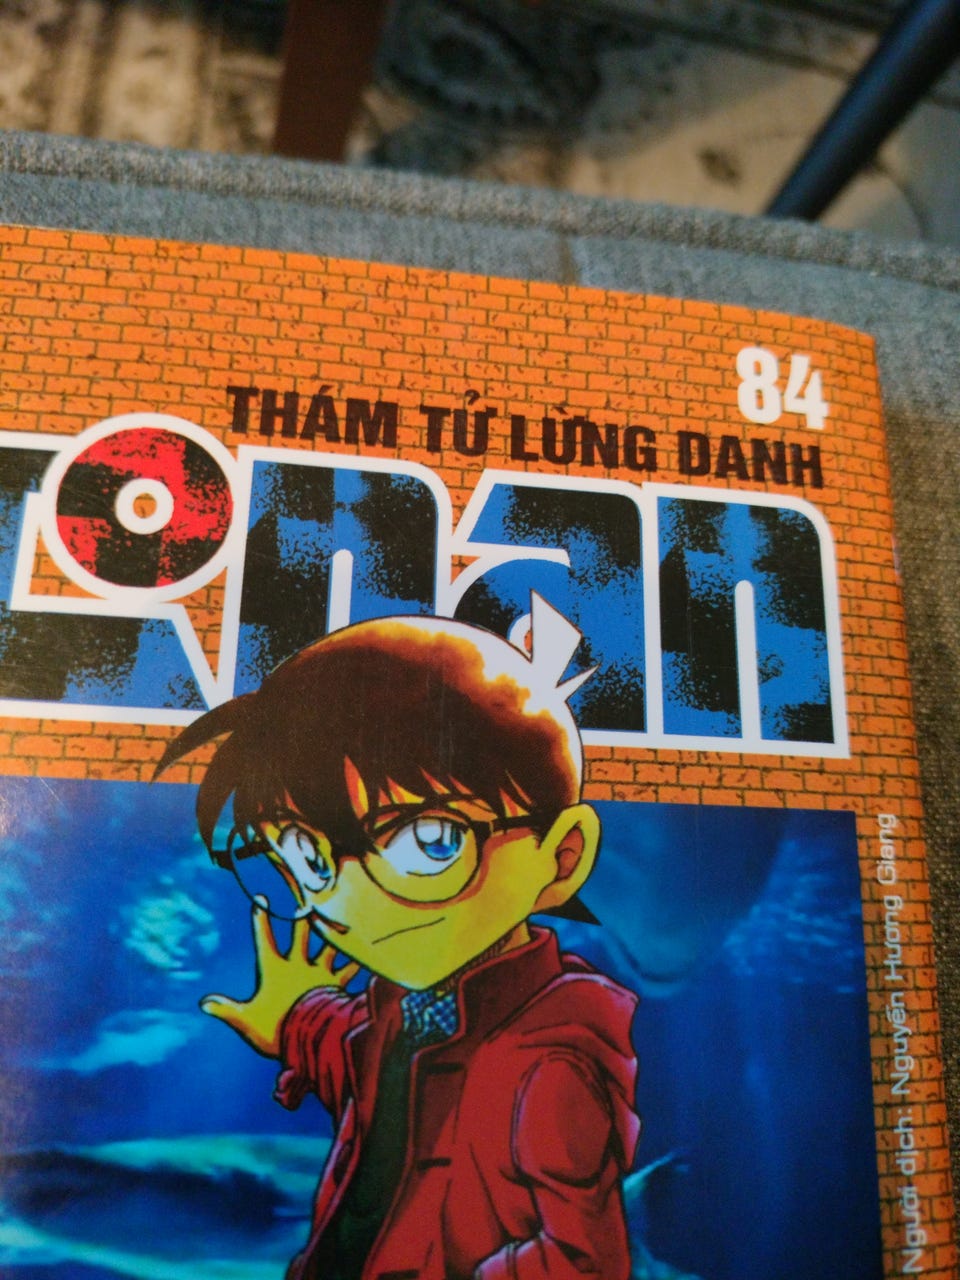 84
THÁM TỬ LỪNG DANH
Conan
Người dịch: Nguyễn Hương Giang